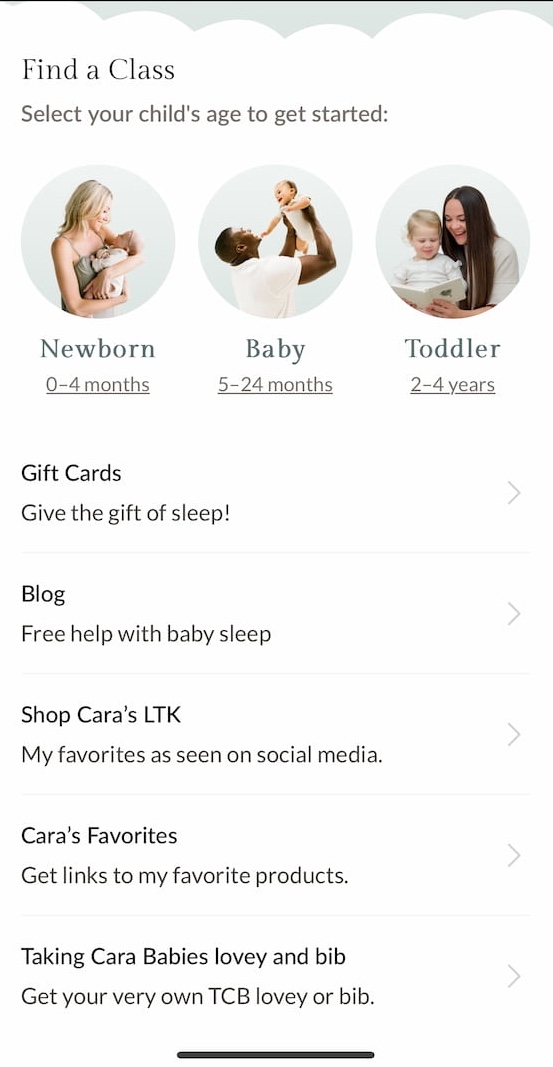 Find a Class
Select your child's age to get started:
Newborn
Baby
Toddler
0–4 months
5–24 months
2–4 years
Gift Cards
Give the gift of sleep!
Blog
Free help with baby sleep
Shop Cara’s LTK
My favorites as seen on social media.
Cara’s Favorites
Get links to my favorite products.
Taking Cara Babies lovey and bib
Get your very own TCB lovey or bib.